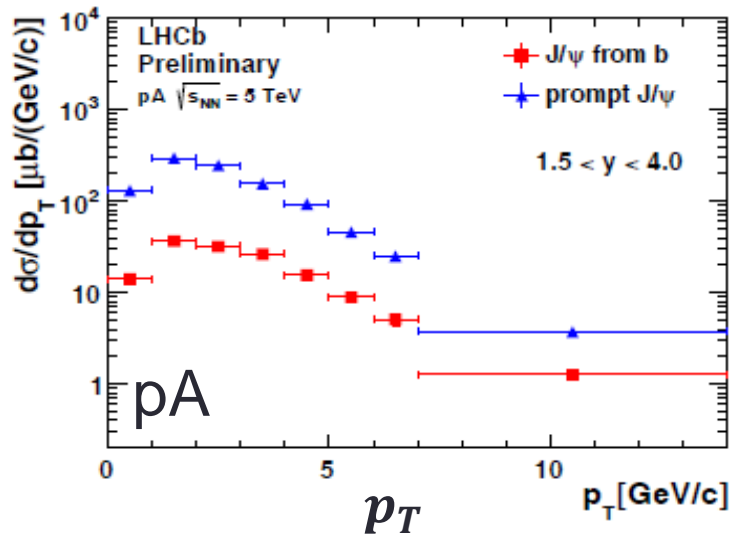 LHCb
Preliminary
pA √sNN = 5 TeV
J/ψ from b
prompt J/ψ
1.5 < y < 4.0
dσ/dpT [μb/(GeV/c)]
10⁴
10³
10²
10
1
pA
0 5 10
pT[GeV/c]
pT